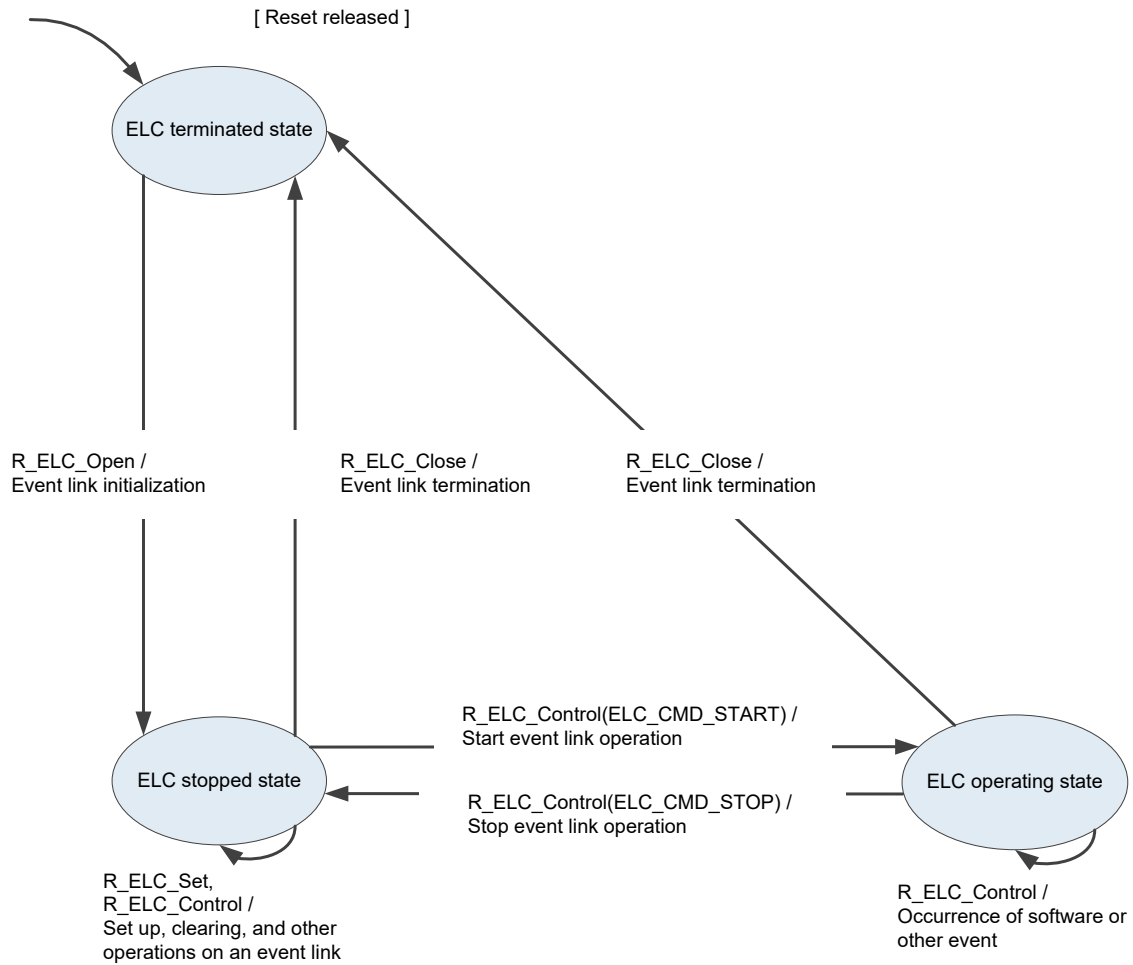 [ Reset released ]
ELC terminated state
R_ELC_Open /
Event link initialization
R_ELC_Close /
Event link termination
R_ELC_Close /
Event link termination
R_ELC_Control(ELC_CMD_START) /
Start event link operation
ELC stopped state
ELC operating state
R_ELC_Control(ELC_CMD_STOP) /
Stop event link operation
R_ELC_Set,
R_ELC_Control /
Set up, clearing, and other
operations on an event link
R_ELC_Control /
Occurrence of software or
other event